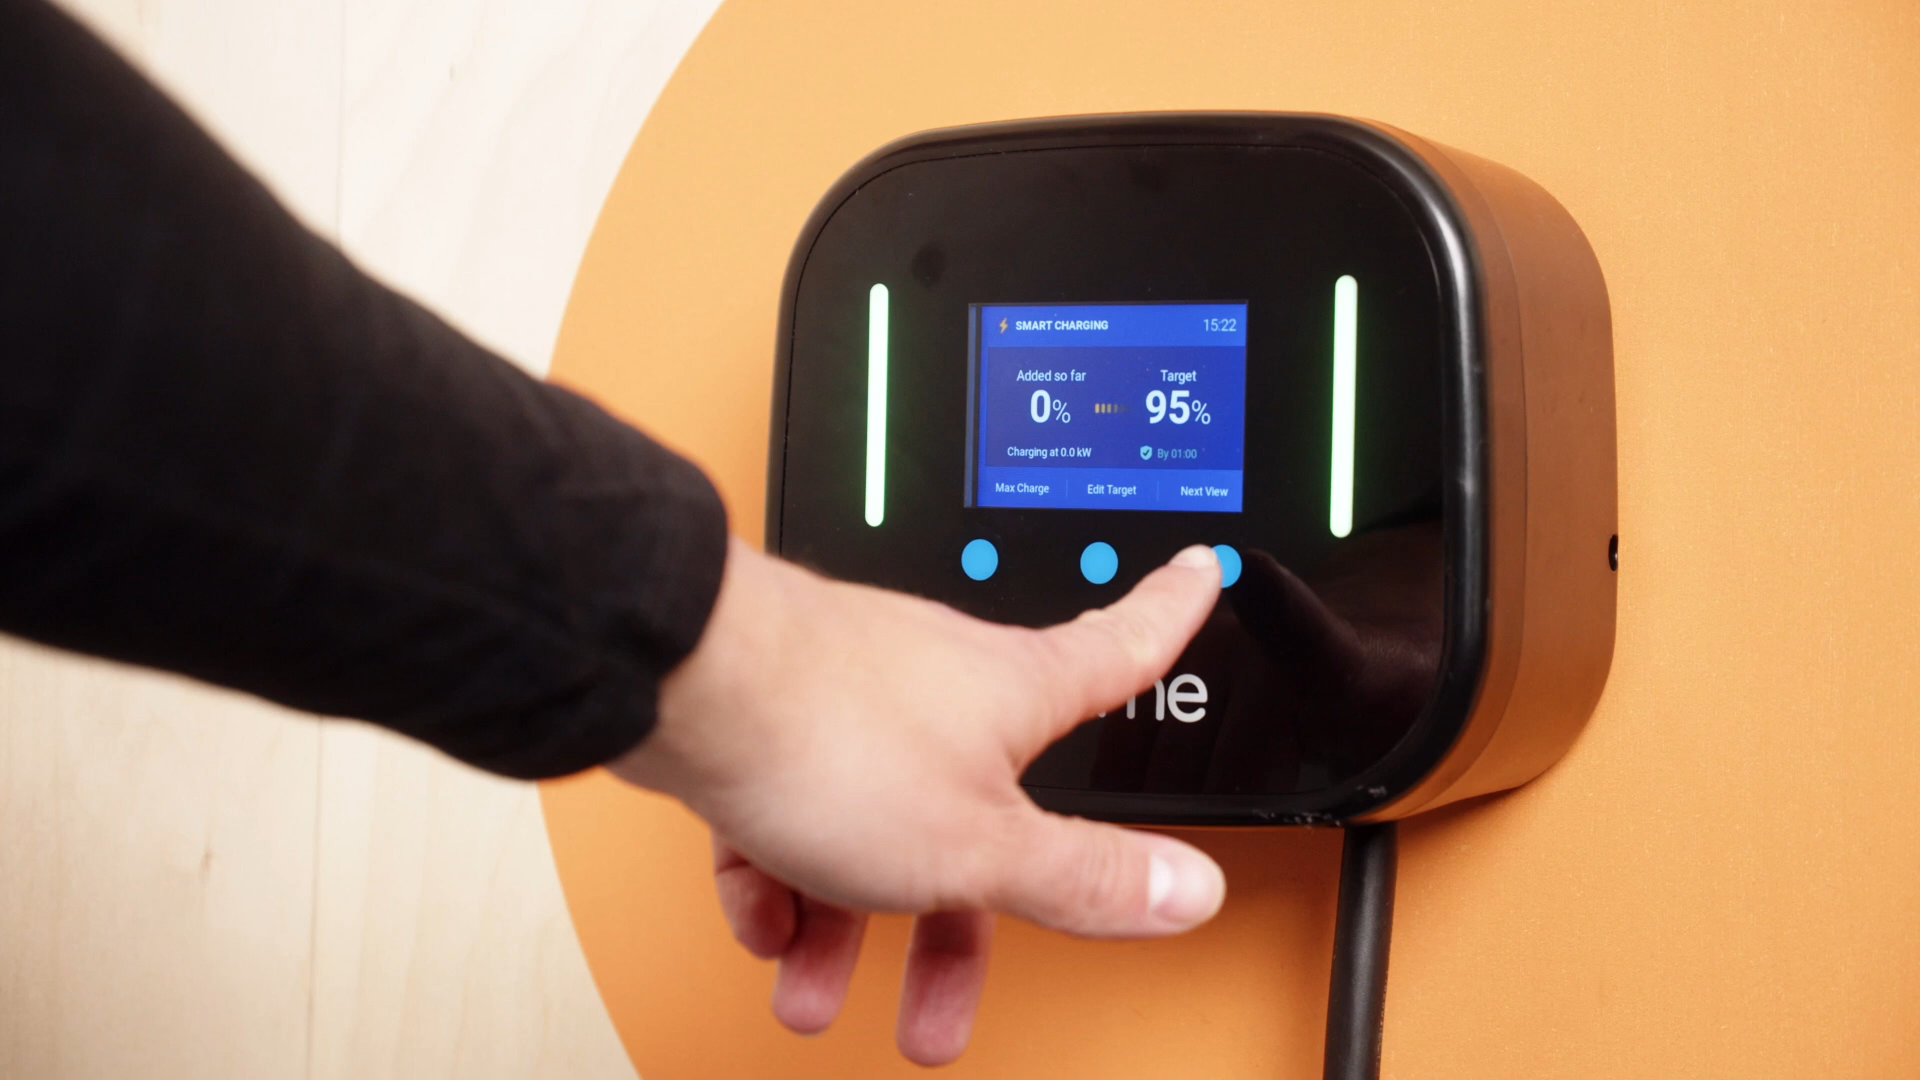 SMART CHARGING 15:22
Added so far Target
0% 95%
Charging at 0.0 kW By 01:00
Max Charge Edit Target Next View